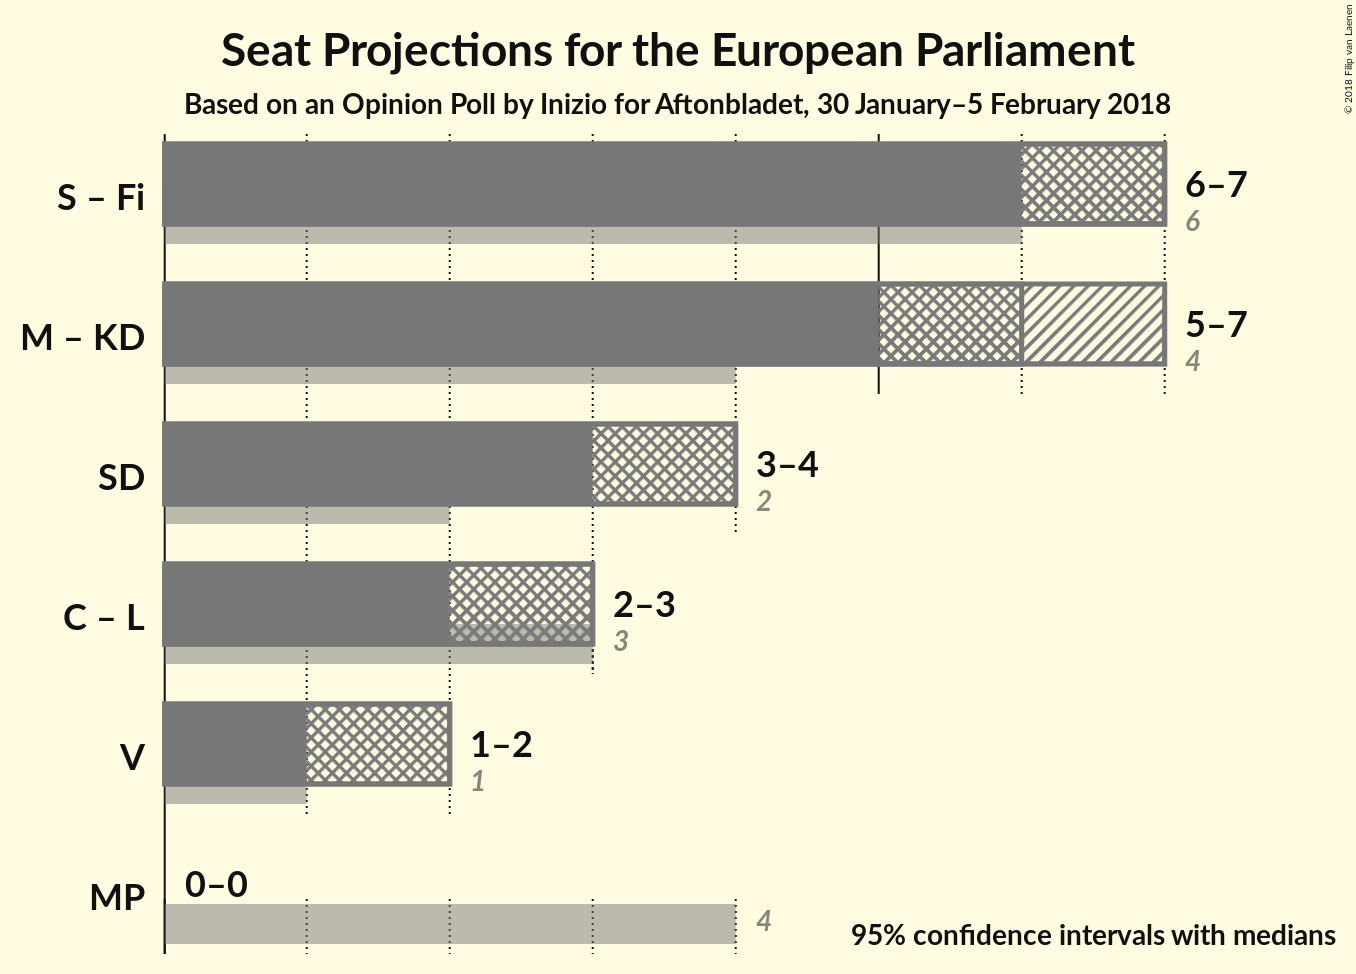 Seat Projections for the European Parliament
Based on an Opinion Poll by Inizio for Aftonbladet, 30 January–5 February 2018
© 2018 Filip van Laenen
S – Fi
6–7
6
M – KD
5–7
4
SD
3–4
2
C – L
2–3
3
V
1–2
1
MP
0–0
4
95% confidence intervals with medians